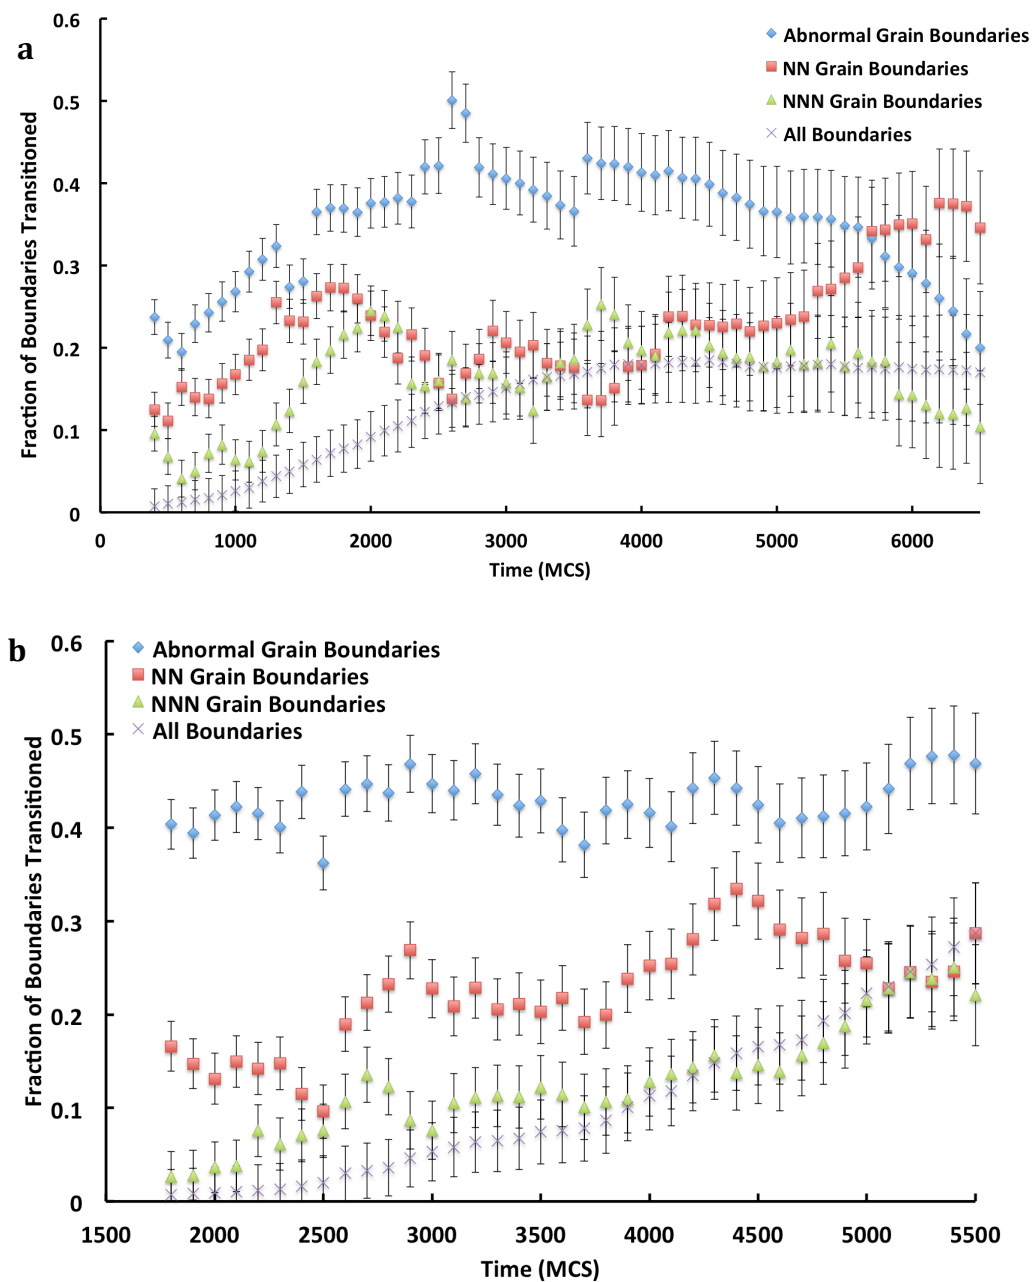 a
0.6
0.5
0.4
0.3
0.2
0.1
0
Fraction of Boundaries Transitioned
Abnormal Grain Boundaries
NN Grain Boundaries
NNN Grain Boundaries
All Boundaries
0 1000 2000 3000 4000 5000 6000
Time (MCS)
b
0.6
0.5
0.4
0.3
0.2
0.1
0
Fraction of Boundaries Transitioned
Abnormal Grain Boundaries
NN Grain Boundaries
NNN Grain Boundaries
All Boundaries
1500 2000 2500 3000 3500 4000 4500 5000 5500
Time (MCS)